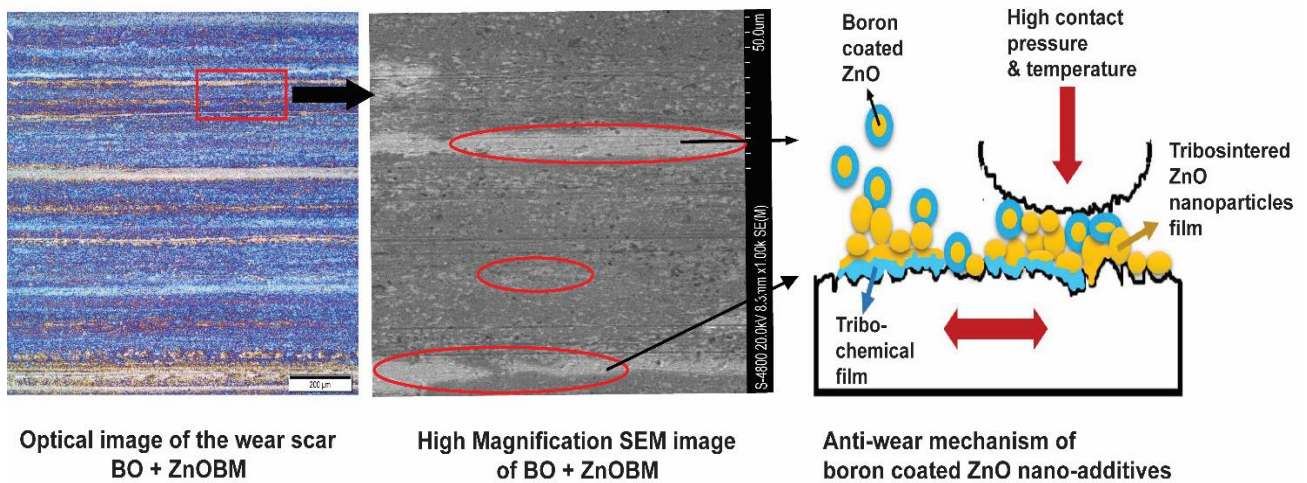 200 µm
50.0um
S-4800 20.0kV 8.3mm x1.00k SE(M)
Boron
coated
ZnO
High contact
pressure
& temperature
Tribosintered
ZnO
nanoparticles
film
Tribo-
chemical
film
Optical image of the wear scar
BO + ZnOBM
High Magnification SEM image
of BO + ZnOBM
Anti-wear mechanism of
boron coated ZnO nano-additives